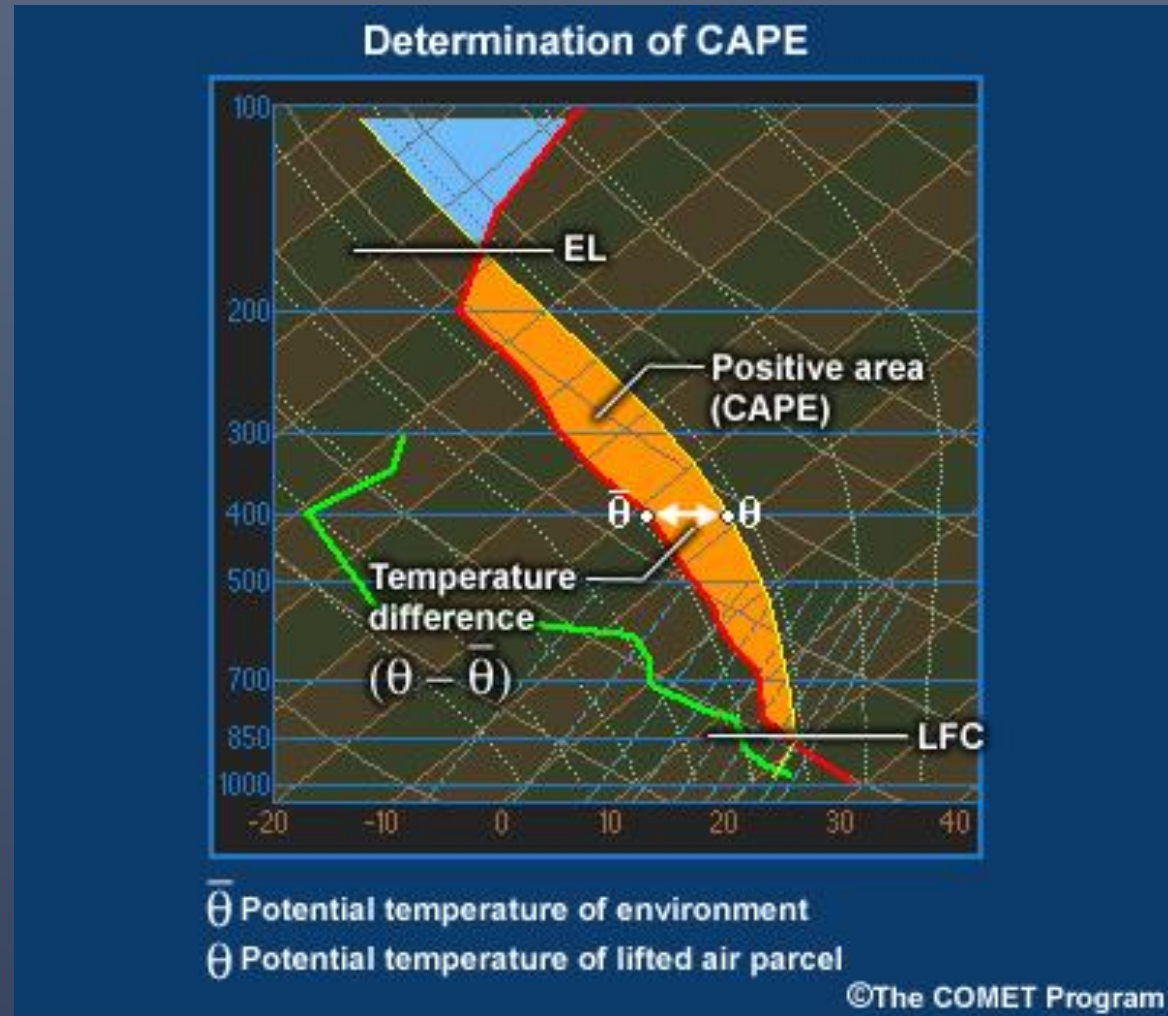 Determination of CAPE
100
EL
200
Positive area
(CAPE)
300
400
θ̄
θ
500
Temperature
difference
(θ − θ̄)
700
850
LFC
1000
-20 -10 0 10 20 30 40
θ̄ Potential temperature of environment
θ Potential temperature of lifted air parcel
©The COMET Program